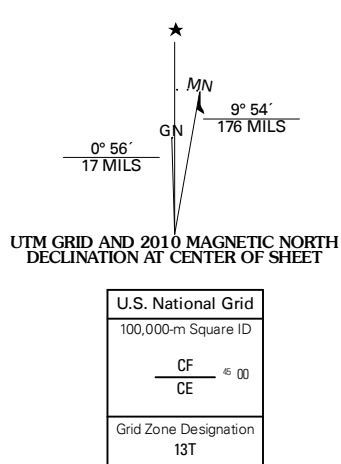 MN
GN
9° 54´
176 MILS
0° 56´
17 MILS
UTM GRID AND 2010 MAGNETIC NORTH
DECLINATION AT CENTER OF SHEET
U.S. National Grid
100,000-m Square ID
CF
45 00
CE
Grid Zone Designation
13T